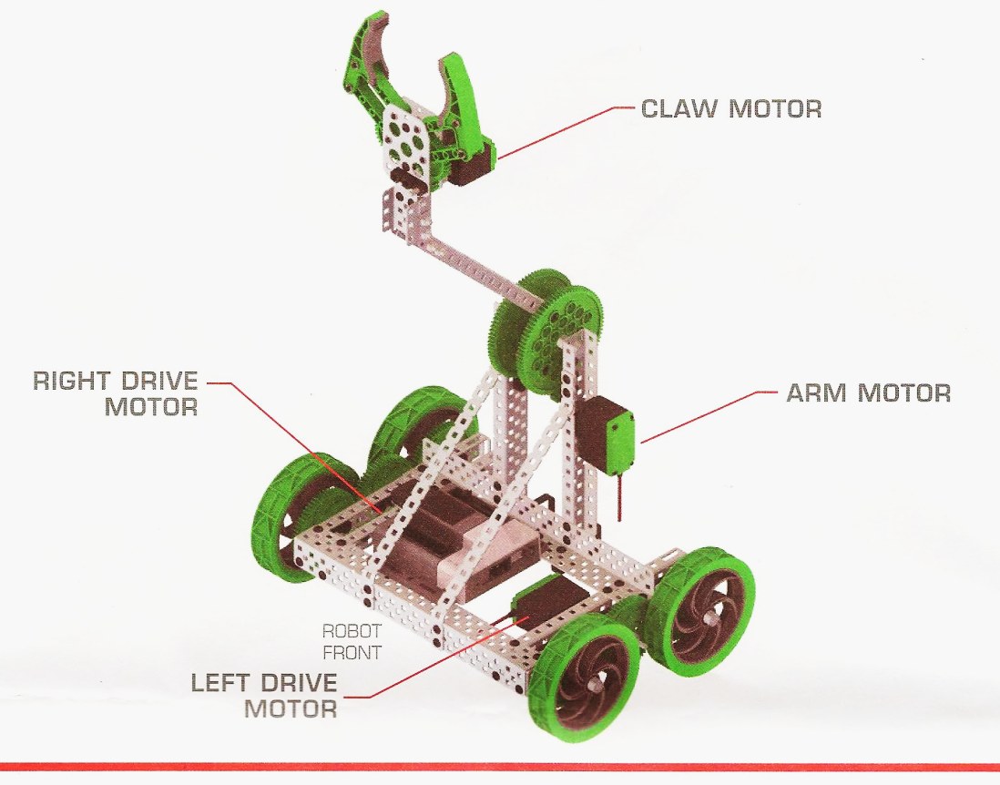 CLAW MOTOR
RIGHT DRIVE
MOTOR
ARM MOTOR
ROBOT
FRONT
LEFT DRIVE
MOTOR